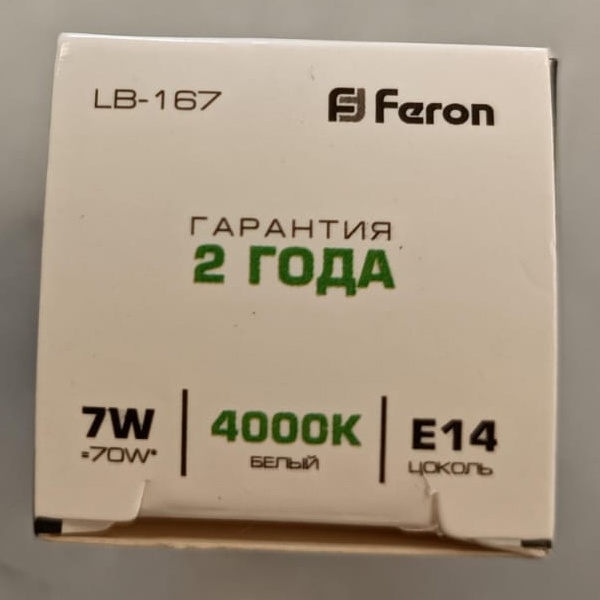 LB-167
Feron
ГАРАНТИЯ
2 ГОДА
7W
=70W*
4000K
БЕЛЫЙ
E14
ЦОКОЛЬ